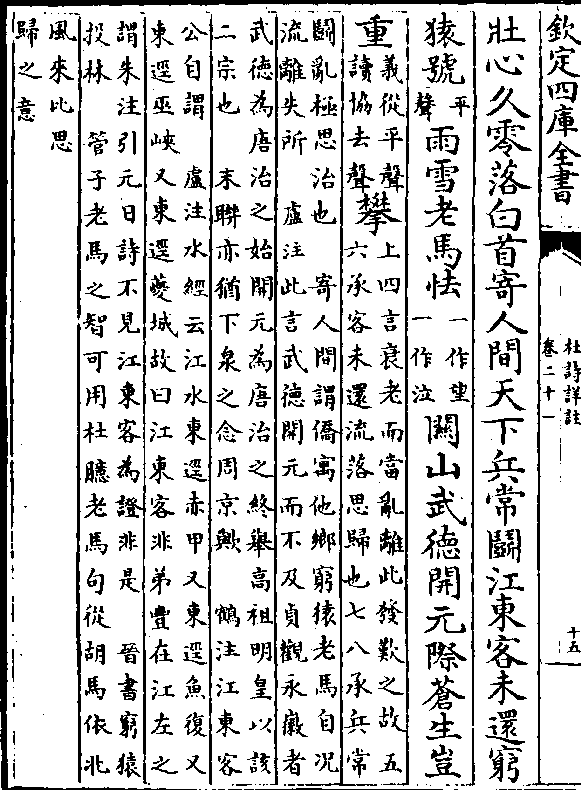 欽定四庫全書
杜詩詳註
卷二十一
十五
壯心久零落白首寄人間天下兵常鬭江東客未還窮
猿號平聲雨雪老馬怯一作望一作泣關山武德開元際蒼生豈
重義從平聲讀協去聲攀上四言衰老而當亂離此發歎之故五
六承客未還流落思歸也七八承兵常
鬭亂極思治也 寄人間謂僑寓他鄉窮猿老馬自况
流離失所 盧注此言武德開元而不及貞觀永徽者
武德為唐治之始開元為唐治之終舉高祖明皇以該
二宗也 末聯亦猶下泉之念周京歟 鶴注江東客
公自謂 盧注水經云江水東逕赤甲又東逕魚復又
東逕巫峽又東逕夔城故曰江東客非弟豐在江左之
謂朱注引元日詩不見江東客為證非是 晉書窮猿
投林 管子老馬之智可用杜臆老馬句從胡馬依北
風來比思
歸之意